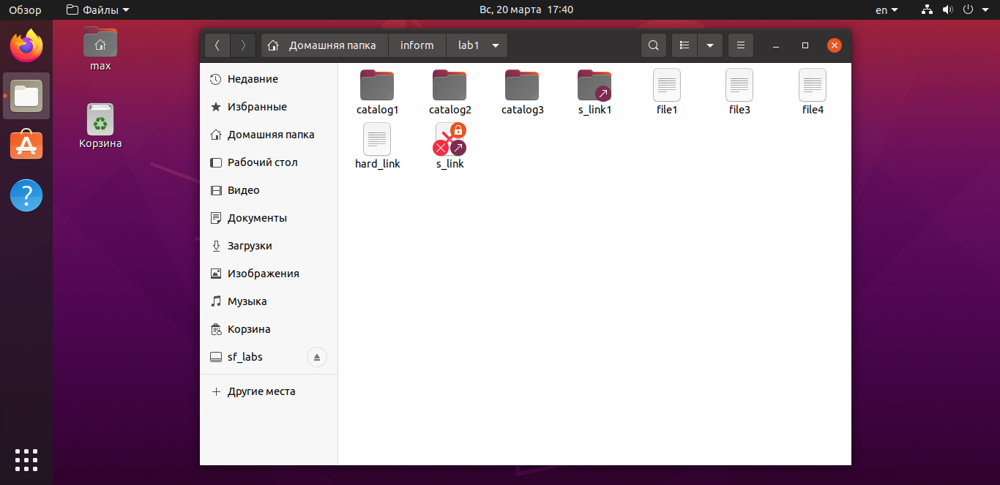 Обзор Файлы Вс, 20 марта 17:40 en
max
Корзина
Домашняя папка inform lab1
Недавние
Избранные
Домашняя папка
Рабочий стол
Видео
Документы
Загрузки
Изображения
Музыка
Корзина
sf_labs
Другие места
catalog1 catalog2 catalog3 s_link1 file1 file3 file4
hard_link s_link